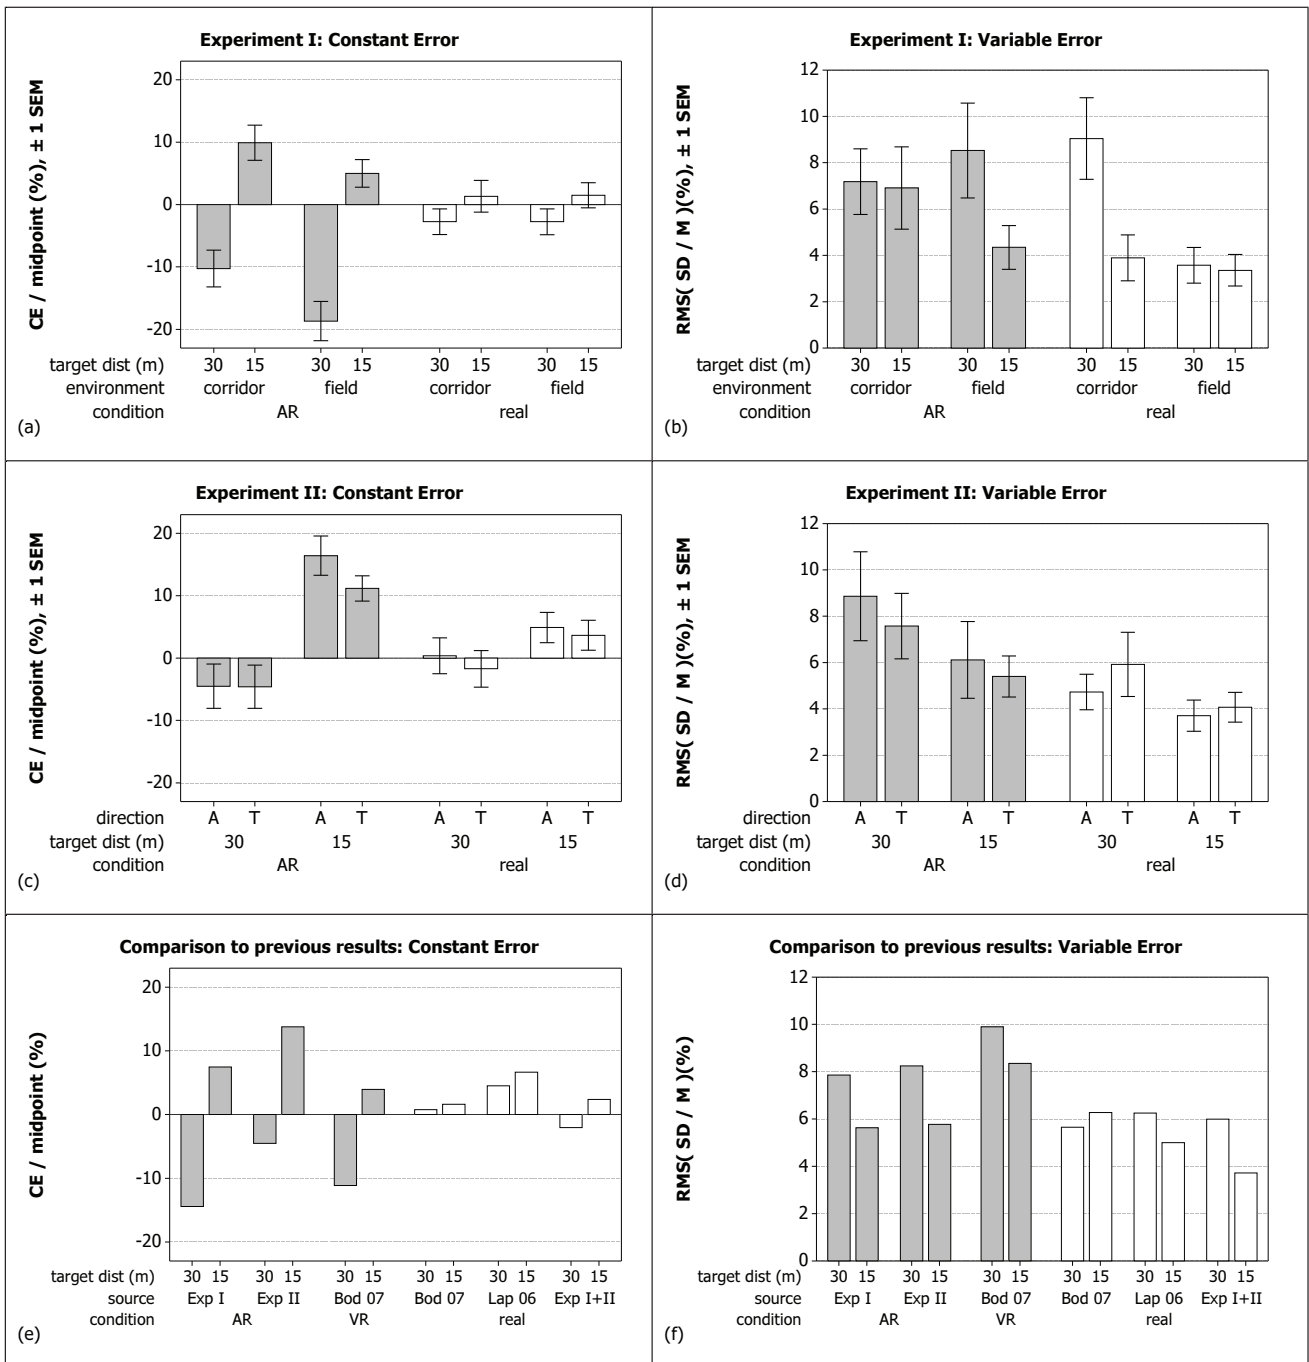 Experiment I: Constant Error
CE / midpoint (%), ± 1 SEM
20
10
0
-10
-20
target dist (m) 30 15 30 15 30 15 30 15
environment corridor field corridor field
condition AR real
(a)
Experiment I: Variable Error
RMS( SD / M )(%), ± 1 SEM
12
10
8
6
4
2
0
target dist (m) 30 15 30 15 30 15 30 15
environment corridor field corridor field
condition AR real
(b)
Experiment II: Constant Error
CE / midpoint (%), ± 1 SEM
20
10
0
-10
-20
direction A T A T A T A T
target dist (m) 30 15 30 15
condition AR real
(c)
Experiment II: Variable Error
RMS( SD / M )(%), ± 1 SEM
12
10
8
6
4
2
0
direction A T A T A T A T
target dist (m) 30 15 30 15
condition AR real
(d)
Comparison to previous results: Constant Error
CE / midpoint (%)
20
10
0
-10
-20
target dist (m) 30 15 30 15 30 15 30 15 30 15 30 15
source Exp I Exp II Bod 07 Bod 07 Lap 06 Exp I+II
condition AR VR real
(e)
Comparison to previous results: Variable Error
RMS( SD / M )(%)
12
10
8
6
4
2
0
target dist (m) 30 15 30 15 30 15 30 15 30 15 30 15
source Exp I Exp II Bod 07 Bod 07 Lap 06 Exp I+II
condition AR VR real
(f)